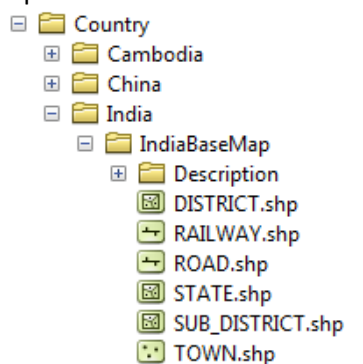 Country
Cambodia
China
India
IndiaBaseMap
Description
DISTRICT.shp
RAILWAY.shp
ROAD.shp
STATE.shp
SUB_DISTRICT.shp
TOWN.shp